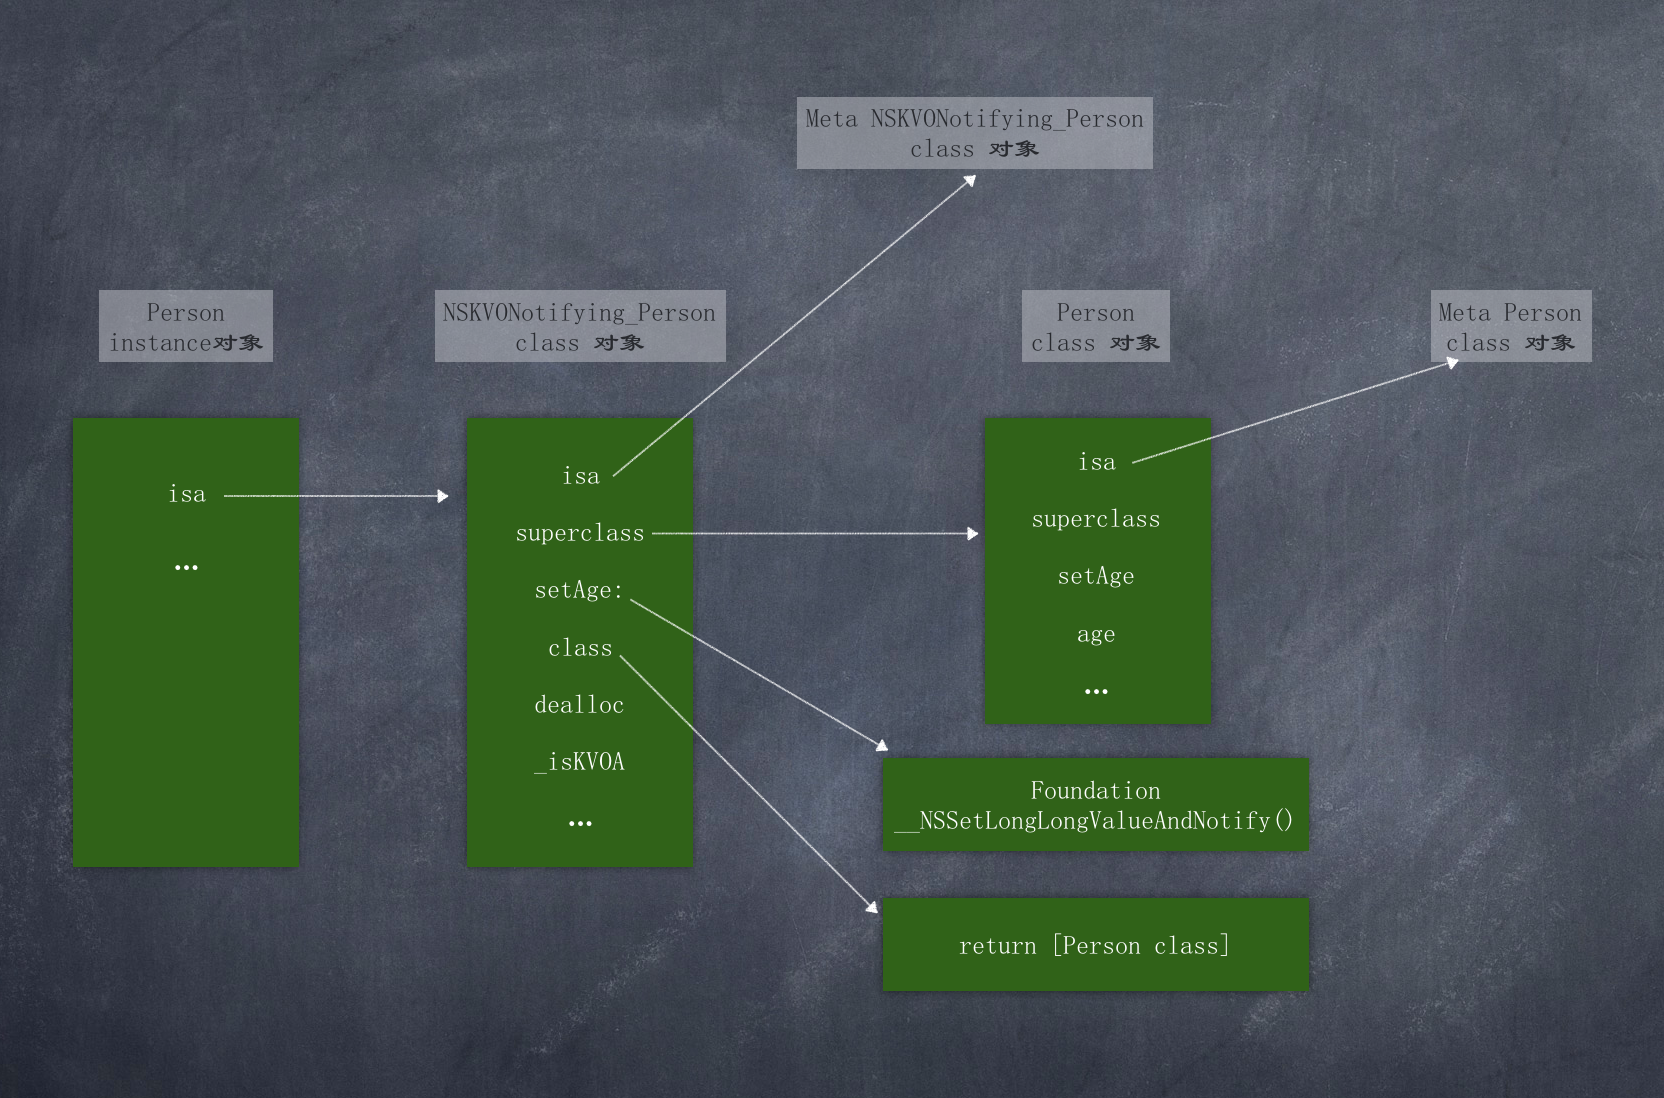 Meta NSKVONotifying_Person
class 对象
Person
instance对象
NSKVONotifying_Person
class 对象
Person
class 对象
Meta Person
class 对象
isa
...
isa
superclass
setAge:
class
dealloc
_isKVOA
...
isa
superclass
setAge
age
...
Foundation
__NSSetLongLongValueAndNotify()
return [Person class]